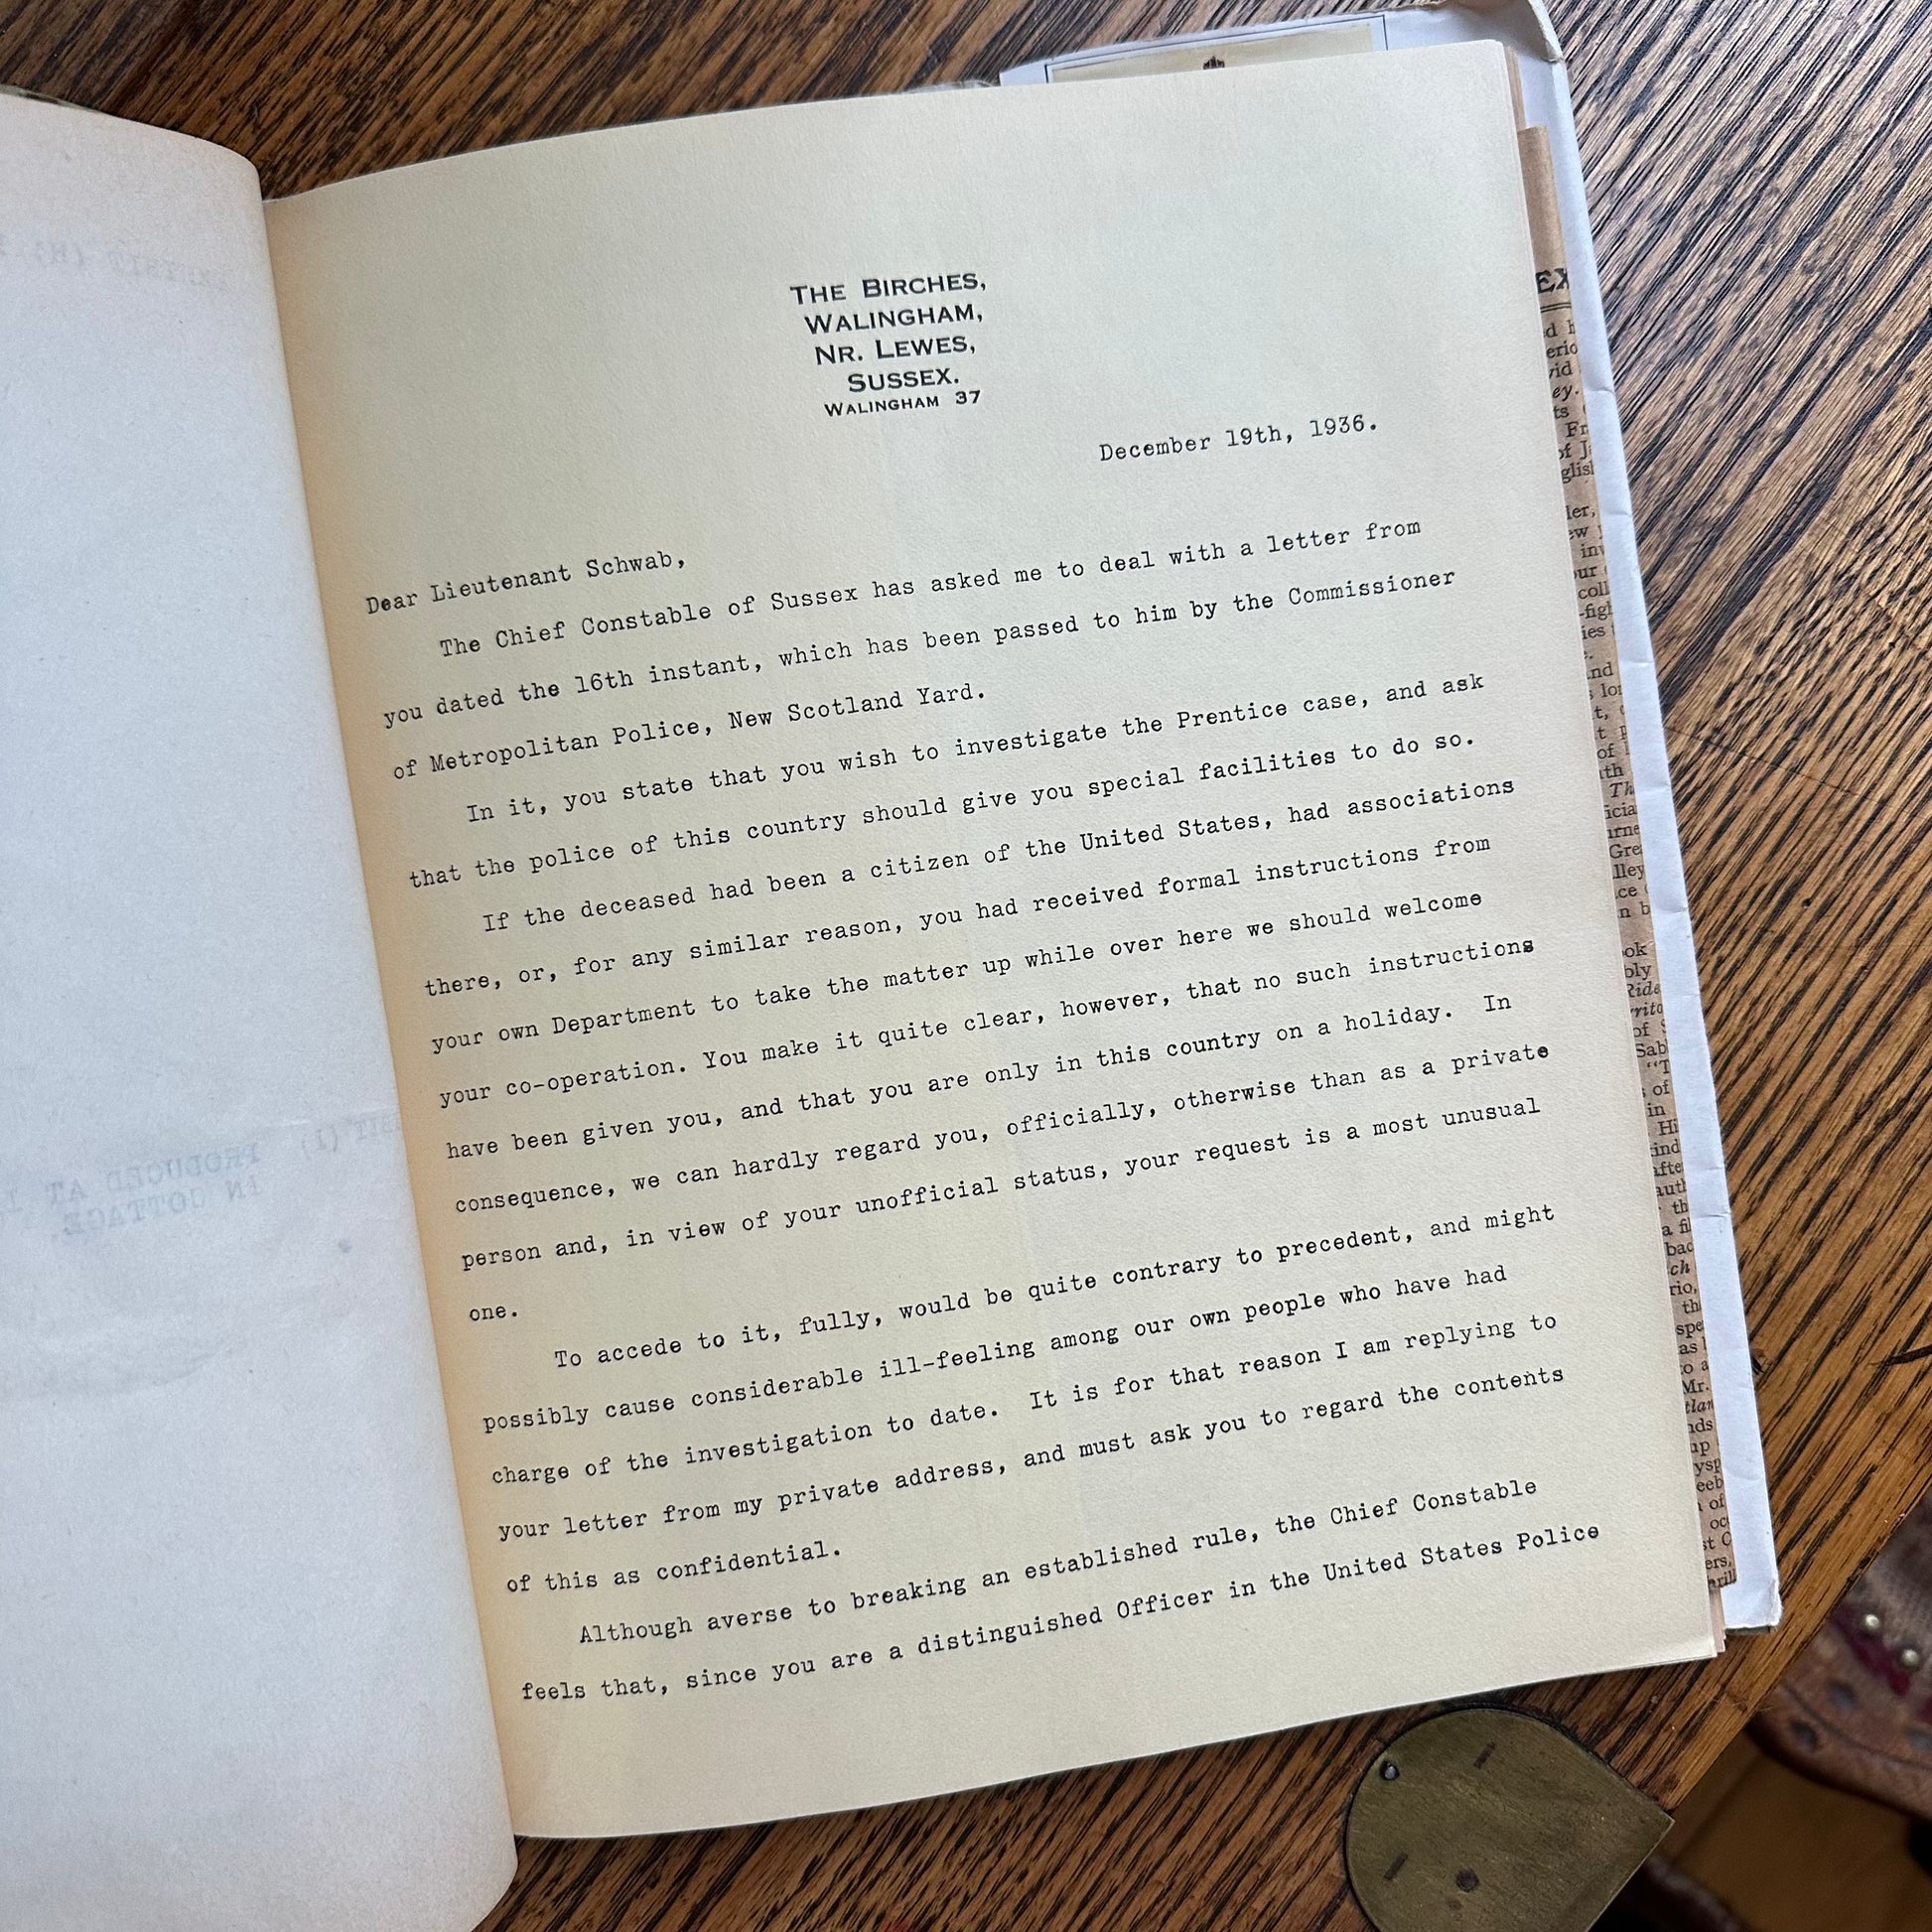 THE BIRCHES,
WALINGHAM,
NR. LEWES,
SUSSEX.
WALINGHAM 37
December 19th, 1936.
Dear Lieutenant Schwab,
The Chief Constable of Sussex has asked me to deal with a letter from
you dated the 16th instant, which has been passed to him by the Commissioner
of Metropolitan Police, New Scotland Yard.
In it, you state that you wish to investigate the Prentice case, and ask
that the police of this country should give you special facilities to do so.
If the deceased had been a citizen of the United States, had associations
there, or, for any similar reason, you had received formal instructions from
your own Department to take the matter up while over here we should welcome
your co-operation. You make it quite clear, however, that no such instructions
have been given you, and that you are only in this country on a holiday. In
consequence, we can hardly regard you, officially, otherwise than as a private
person and, in view of your unofficial status, your request is a most unusual
one.
To accede to it, fully, would be quite contrary to precedent, and might
possibly cause considerable ill-feeling among our own people who have had
charge of the investigation to date. It is for that reason I am replying to
your letter from my private address, and must ask you to regard the contents
of this as confidential.
Although averse to breaking an established rule, the Chief Constable
feels that, since you are a distinguished Officer in the United States Police